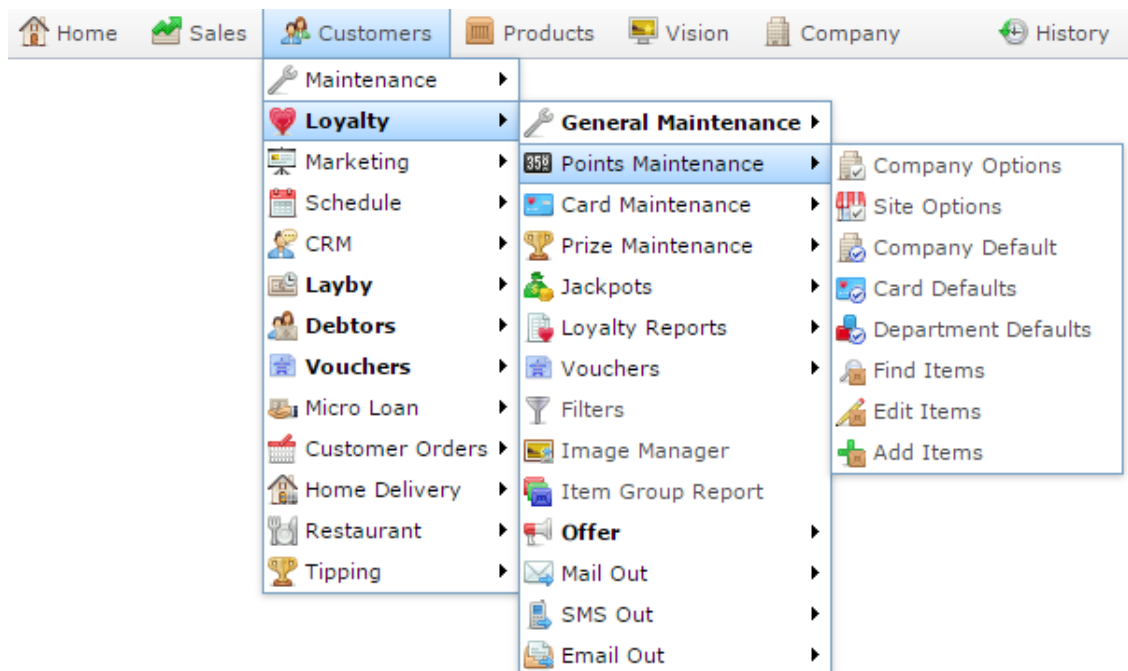 Home Sales Customers Products Vision Company History
Maintenance
Loyalty
Marketing
Schedule
CRM
Layby
Debtors
Vouchers
Micro Loan
Customer Orders
Home Delivery
Restaurant
Tipping
General Maintenance
358 Points Maintenance
Card Maintenance
Prize Maintenance
Jackpots
Loyalty Reports
Vouchers
Filters
Image Manager
Item Group Report
Offer
Mail Out
SMS Out
Email Out
Company Options
Site Options
Company Default
Card Defaults
Department Defaults
Find Items
Edit Items
Add Items